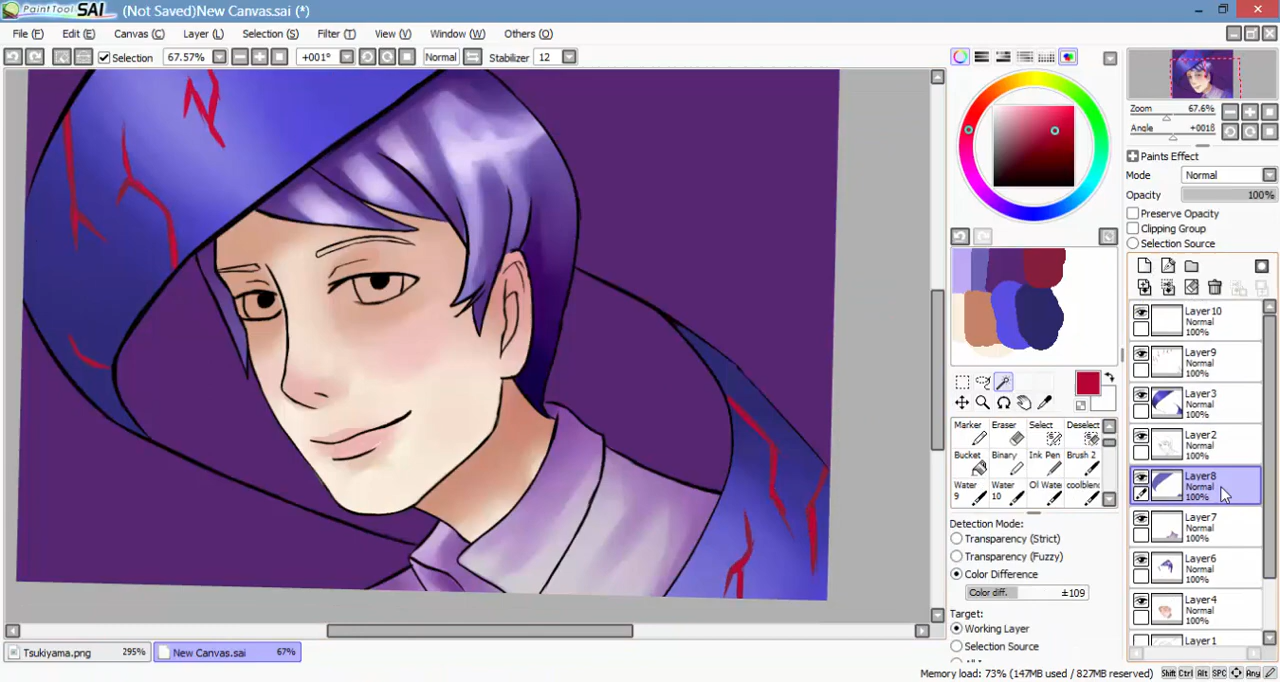 PaintTool SAI (Not Saved)New Canvas.sai (*)
File (F) Edit (E) Canvas (C) Layer (L) Selection (S) Filter (T) View (V) Window (W) Others (O)
Selection 67.57% +001° Normal Stabilizer 12
Zoom 67.6%
Angle
Paints Effect
Mode Normal
Opacity 100%
Preserve Opacity
Clipping Group
Selection Source
Layer10
Normal
100%
Layer9
Normal
100%
Layer3
Normal
100%
Layer2
Normal
100%
Layer8
Normal
100%
Layer7
Normal
100%
Layer6
Normal
100%
Layer4
Normal
100%
Layer1
Marker Eraser Select Deselect
Bucket Binary Ink Pen Brush 2
Water 9 Water 10 Ol Wate coolblend
Detection Mode:
Transparency (Strict)
Transparency (Fuzzy)
Color Difference
Color diff. ±109
Target:
Working Layer
Selection Source
Tsukiyama.png 295% New Canvas.sai 67%
Memory load: 73% (147MB used / 827MB reserved) Shift Ctrl Alt SPC Any